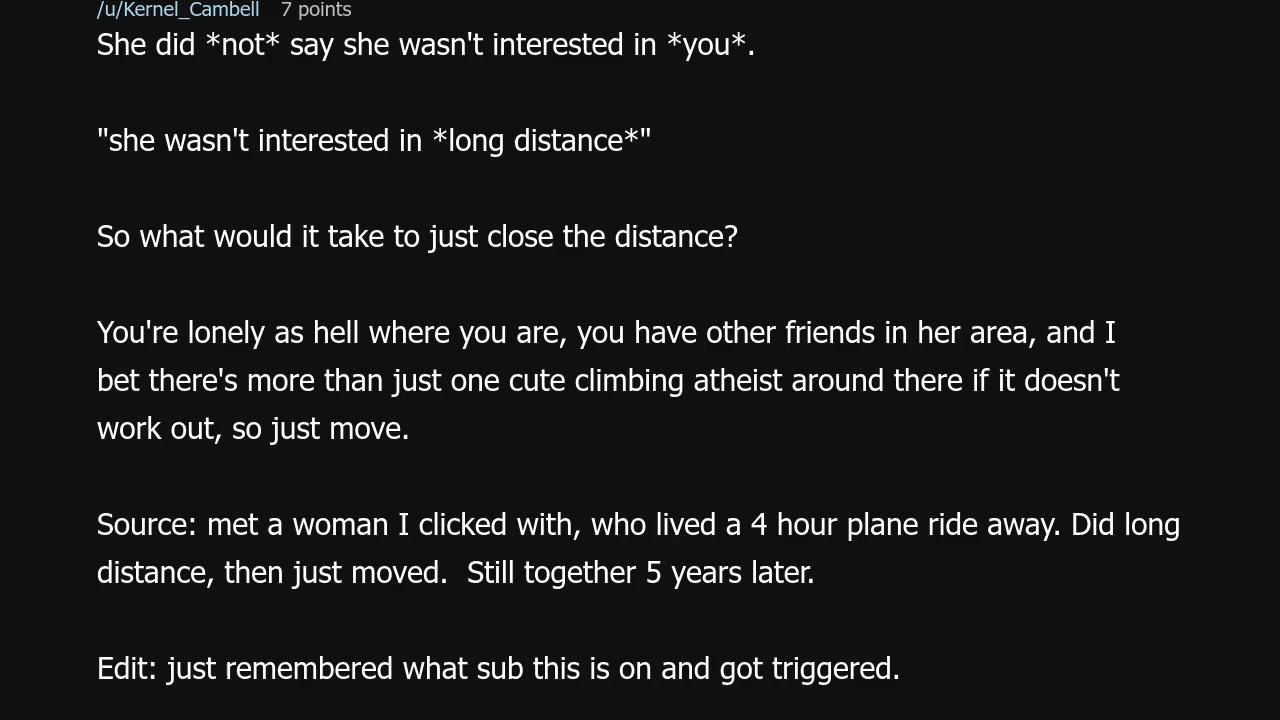 /u/Kernel_Cambell 7 points
She did *not* say she wasn't interested in *you*.
"she wasn't interested in *long distance*"
So what would it take to just close the distance?
You're lonely as hell where you are, you have other friends in her area, and I
bet there's more than just one cute climbing atheist around there if it doesn't
work out, so just move.
Source: met a woman I clicked with, who lived a 4 hour plane ride away. Did long
distance, then just moved.  Still together 5 years later.
Edit: just remembered what sub this is on and got triggered.